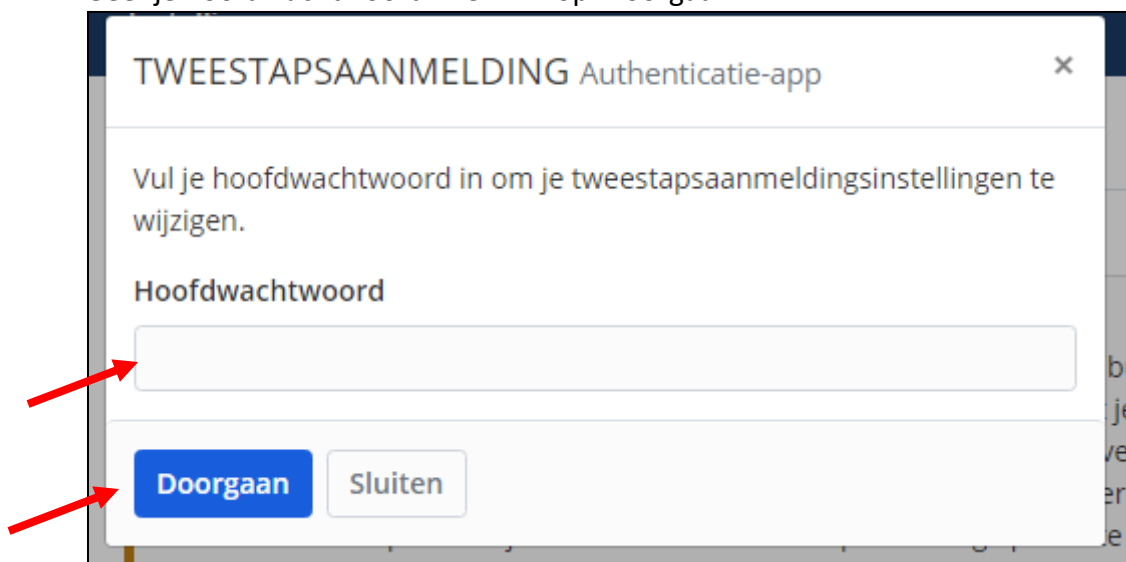 TWEESTAPSAANMELDING Authenticatie-app ×
Vul je hoofdwachtwoord in om je tweestapsaanmeldingsinstellingen te
wijzigen.
Hoofdwachtwoord
Doorgaan Sluiten